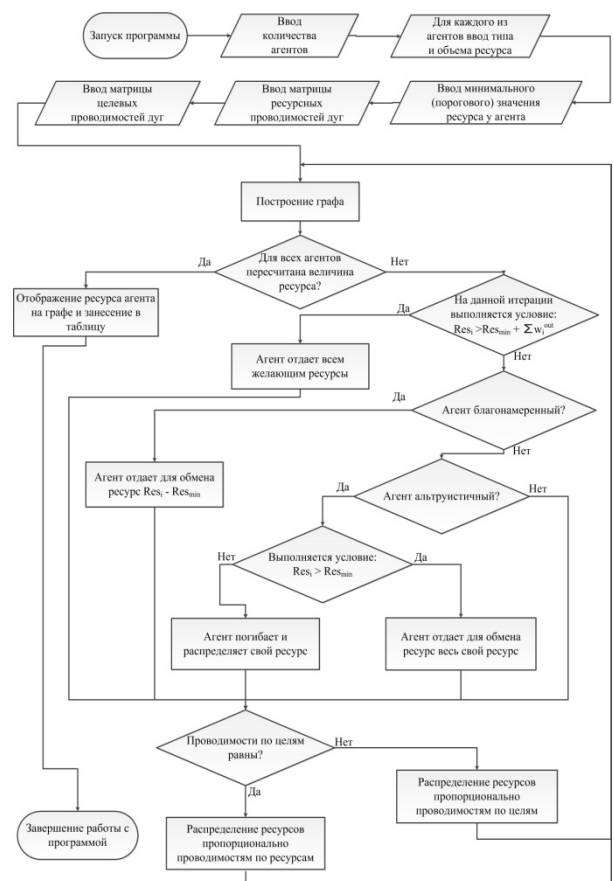 Запуск программы
Ввод
количества
агентов
Для каждого из
агентов ввод типа
и объема ресурса
Ввод матрицы
целевых
проводимостей дуг
Ввод матрицы
ресурсных
проводимостей дуг
Ввод минимального
(порогового) значения
ресурса у агента
Построение графа
Для всех агентов
пересчитана величина
ресурса?
Да
Нет
Отображение ресурса агента
на графе и занесение в
таблицу
На данной итерации
выполняется условие:
Resᵢ >Resmin + Σwᵢout
Да
Нет
Агент отдает всем
желающим ресурсы
Агент благонамеренный?
Да
Нет
Агент отдает для обмена
ресурс Resᵢ - Resmin
Агент альтруистичный?
Да
Нет
Выполняется условие:
Resᵢ > Resmin
Нет
Да
Агент погибает и
распределяет свой ресурс
Агент отдает для обмена
ресурс весь свой ресурс
Проводимости по целям
равны?
Нет
Да
Распределение ресурсов
пропорционально
проводимостям по целям
Завершение работы с
программой
Распределение ресурсов
пропорционально
проводимостям по ресурсам